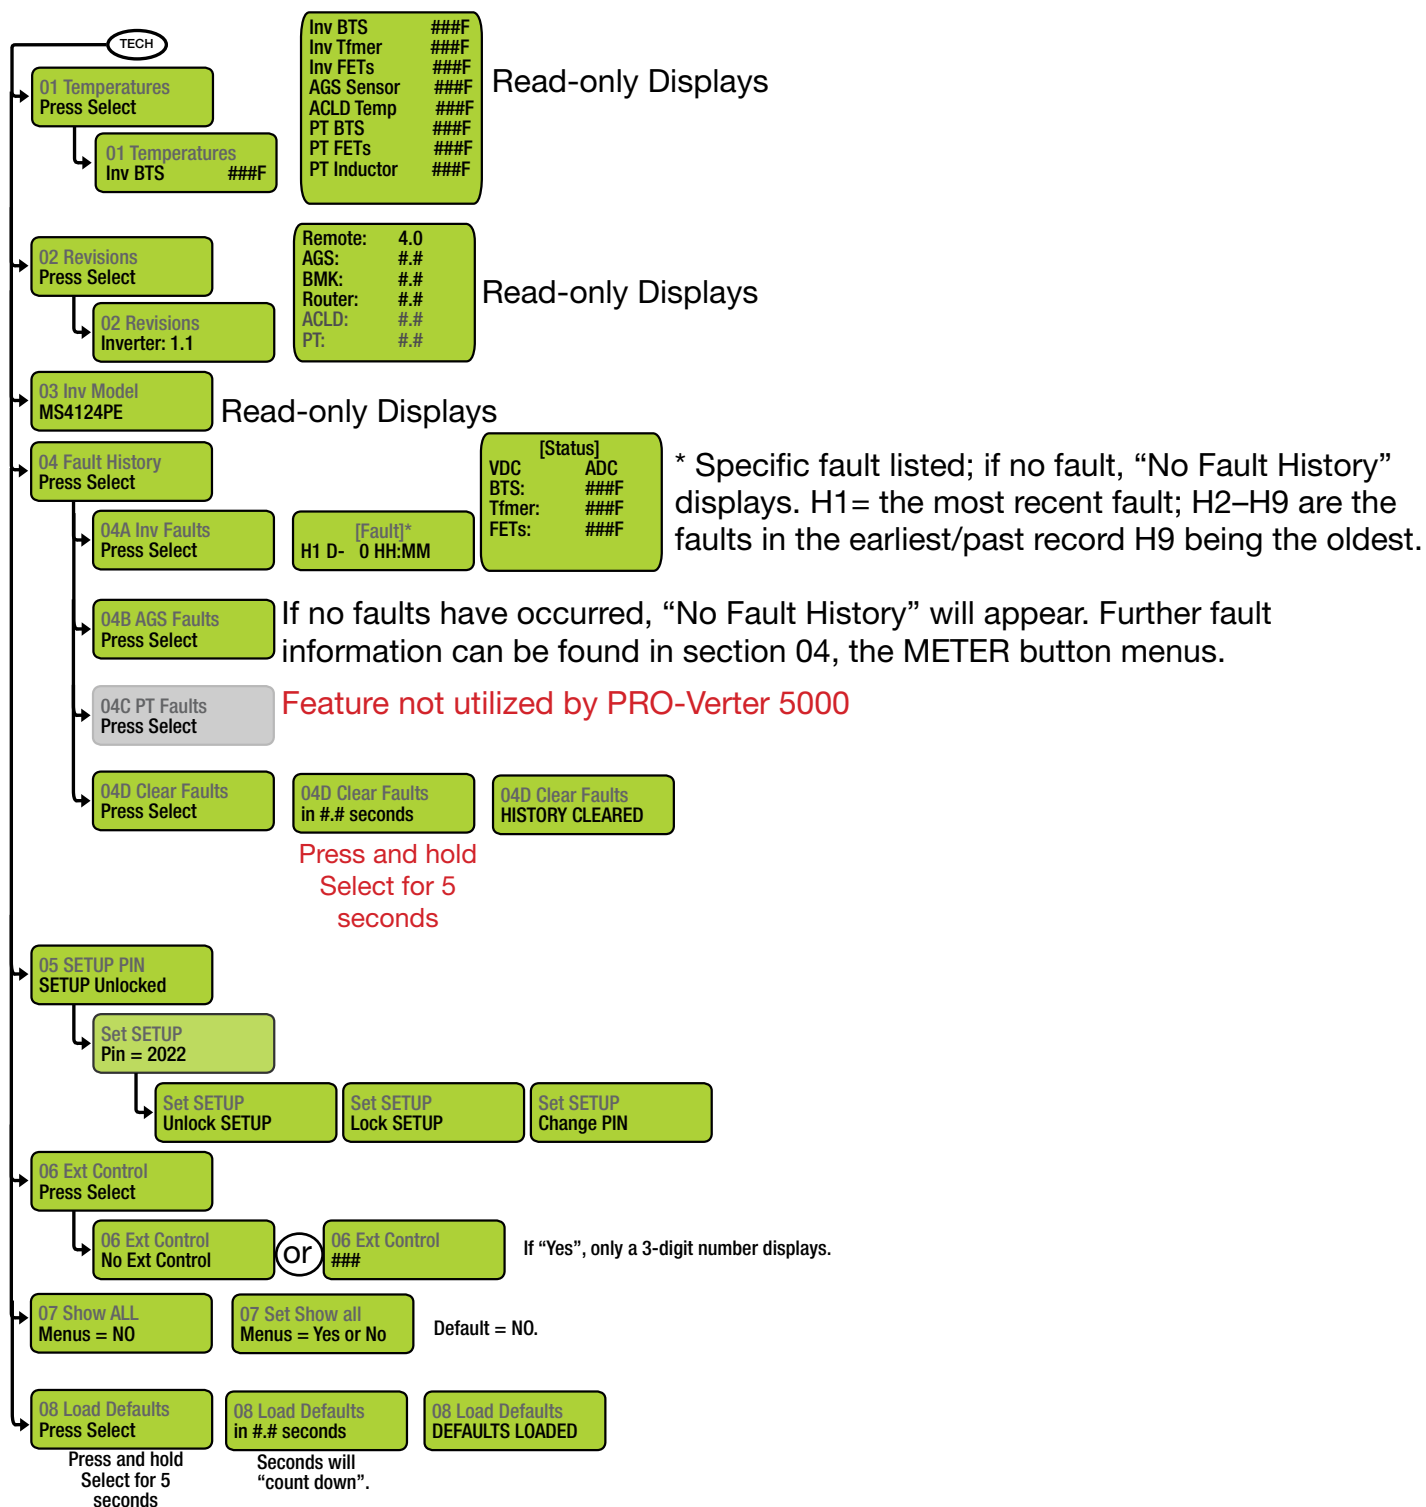 TECH
01 Temperatures
Press Select
01 Temperatures
Inv BTS ###F
Inv BTS ###F
Inv Tfmer ###F
Inv FETs ###F
AGS Sensor ###F
ACLD Temp ###F
PT BTS ###F
PT FETs ###F
PT Inductor ###F
Read-only Displays
02 Revisions
Press Select
02 Revisions
Inverter: 1.1
Remote: 4.0
AGS: #.#
BMK: #.#
Router: #.#
ACLD: #.#
PT: #.#
Read-only Displays
03 Inv Model
MS4124PE
Read-only Displays
04 Fault History
Press Select
04A Inv Faults
Press Select
[Fault]*
H1 D- 0 HH:MM
[Status]
VDC ADC
BTS: ###F
Tfmer: ###F
FETs: ###F
* Specific fault listed; if no fault, “No Fault History”
displays. H1= the most recent fault; H2–H9 are the
faults in the earliest/past record H9 being the oldest.
04B AGS Faults
Press Select
If no faults have occurred, “No Fault History” will appear. Further fault
information can be found in section 04, the METER button menus.
04C PT Faults
Press Select
Feature not utilized by PRO-Verter 5000
04D Clear Faults
Press Select
04D Clear Faults
in #.# seconds
04D Clear Faults
HISTORY CLEARED
Press and hold
Select for 5
seconds
05 SETUP PIN
SETUP Unlocked
Set SETUP
Pin = 2022
Set SETUP
Unlock SETUP
Set SETUP
Lock SETUP
Set SETUP
Change PIN
06 Ext Control
Press Select
06 Ext Control
No Ext Control
or
06 Ext Control
###
If “Yes”, only a 3-digit number displays.
07 Show ALL
Menus = NO
07 Set Show all
Menus = Yes or No
Default = NO.
08 Load Defaults
Press Select
08 Load Defaults
in #.# seconds
08 Load Defaults
DEFAULTS LOADED
Press and hold
Select for 5
seconds
Seconds will
“count down”.